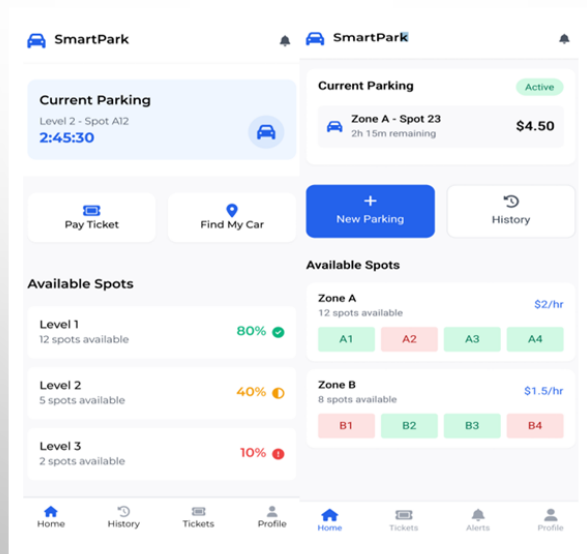 SmartPark
Current Parking
Level 2 - Spot A12
2:45:30
Pay Ticket
Find My Car
Available Spots
Level 1
12 spots available
80%
Level 2
5 spots available
40%
Level 3
2 spots available
10%
Home
History
Tickets
Profile
SmartPark
Current Parking
Active
Zone A - Spot 23
2h 15m remaining
$4.50
New Parking
History
Available Spots
Zone A
12 spots available
$2/hr
A1
A2
A3
A4
Zone B
8 spots available
$1.5/hr
B1
B2
B3
B4
Home
Tickets
Alerts
Profile